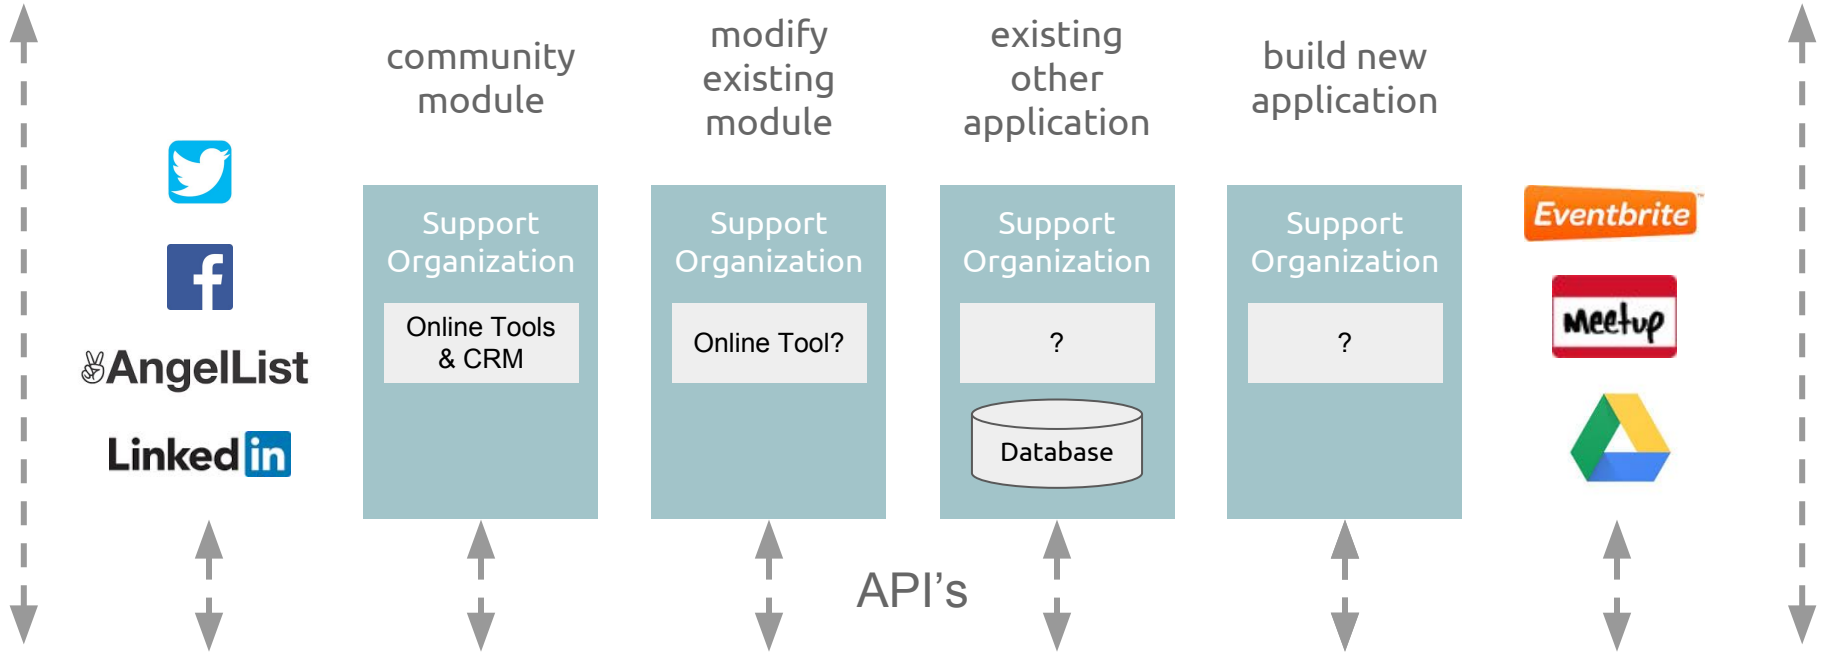 community
module
modify
existing
module
existing
other
application
build new
application
AngelList
Linked in
Support
Organization
Online Tools
& CRM
Support
Organization
Online Tool?
Support
Organization
?
Database
Support
Organization
?
Eventbrite
Meetup
API's